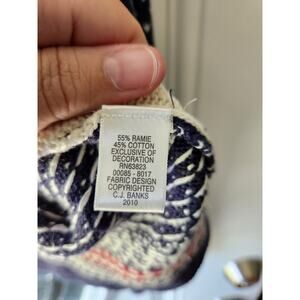 55% RAMIE
45% COTTON
EXCLUSIVE OF
DECORATION
RN63823
00085 - 8017
FABRIC DESIGN
COPYRIGHTED
C.J. BANKS
2010